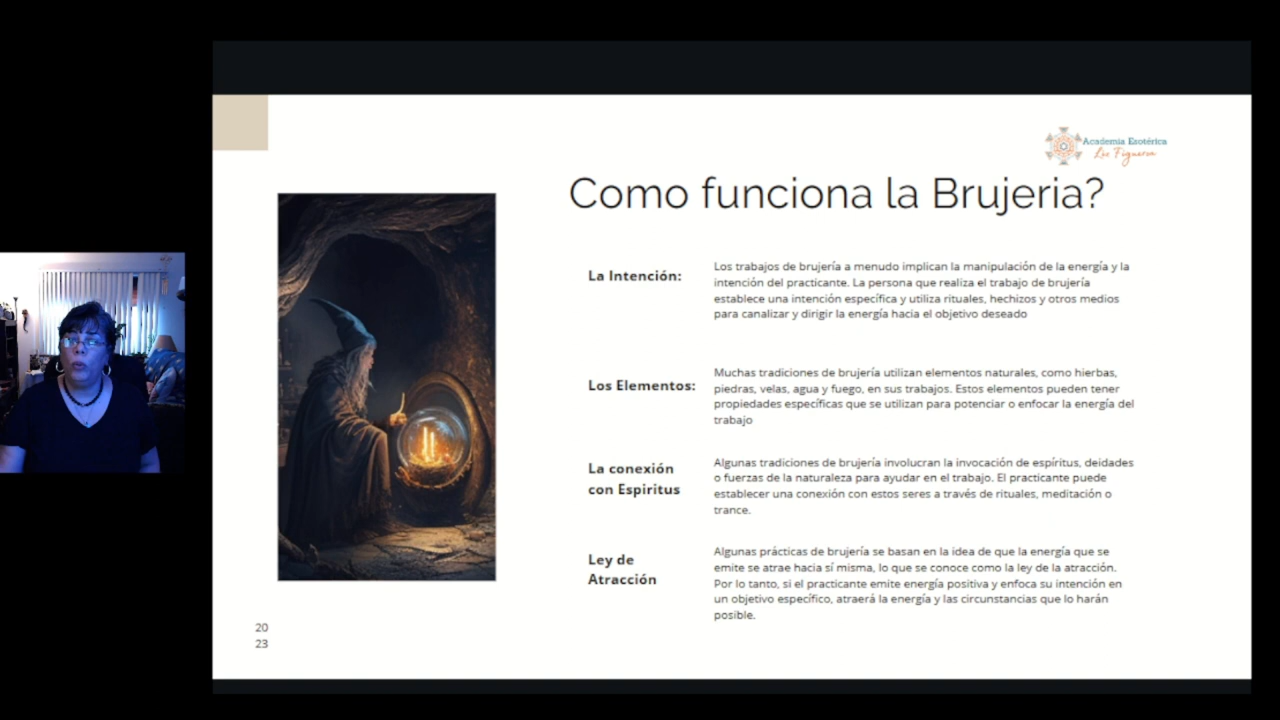 Academia Esotérica
Luz Figueroa
Como funciona la Brujeria?
La Intención:
Los trabajos de brujería a menudo implican la manipulación de la energía y la
intención del practicante. La persona que realiza el trabajo de brujería
establece una intención específica y utiliza rituales, hechizos y otros medios
para canalizar y dirigir la energía hacia el objetivo deseado
Los Elementos:
Muchas tradiciones de brujería utilizan elementos naturales, como hierbas,
piedras, velas, agua y fuego, en sus trabajos. Estos elementos pueden tener
propiedades específicas que se utilizan para potenciar o enfocar la energía del
trabajo
La conexión
con Espiritus
Algunas tradiciones de brujería involucran la invocación de espíritus, deidades
o fuerzas de la naturaleza para ayudar en el trabajo. El practicante puede
establecer una conexión con estos seres a través de rituales, meditación o
trance.
Ley de
Atracción
Algunas prácticas de brujería se basan en la idea de que la energía que se
emite se atrae hacia sí misma, lo que se conoce como la ley de la atracción.
Por lo tanto, si el practicante emite energía positiva y enfoca su intención en
un objetivo específico, atraerá la energía y las circunstancias que lo harán
posible.
20
23